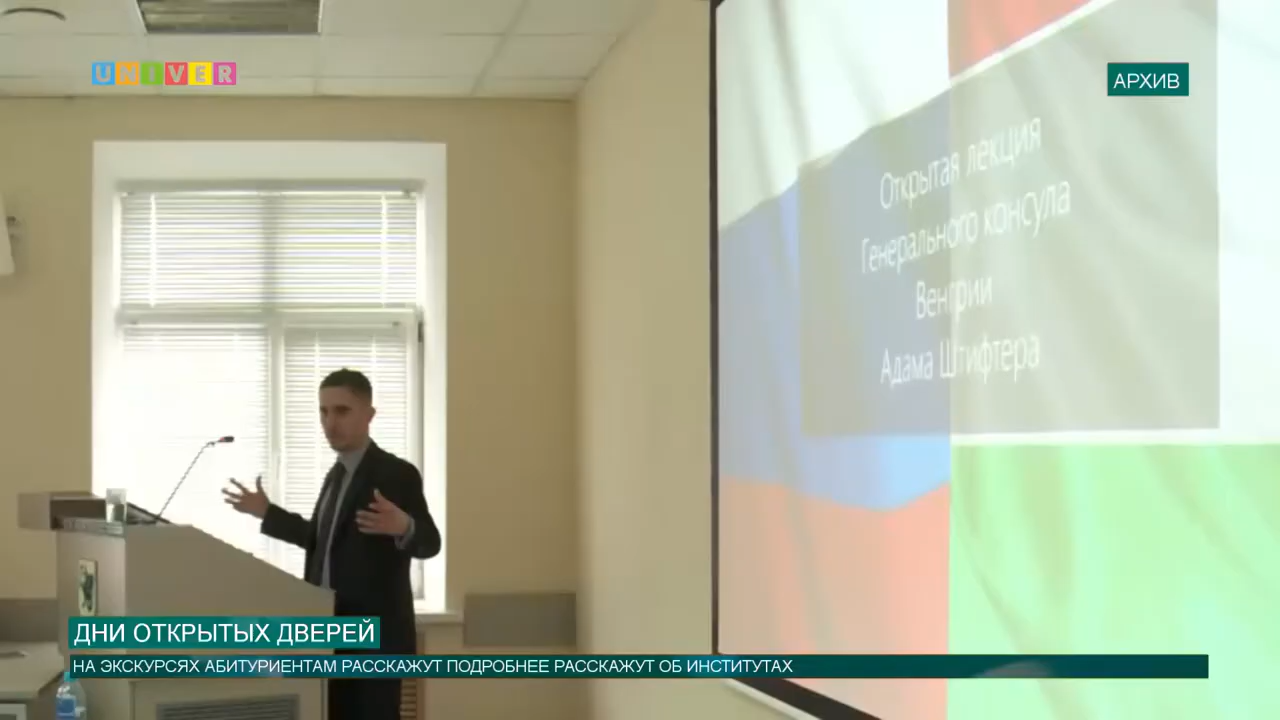 UNIVER
АРХИВ
Открытая лекция
Генерального консула
Венгрии
Адама Штифтера
ДНИ ОТКРЫТЫХ ДВЕРЕЙ
НА ЭКСКУРСЯХ АБИТУРИЕНТАМ РАССКАЖУТ ПОДРОБНЕЕ РАССКАЖУТ ОБ ИНСТИТУТАХ